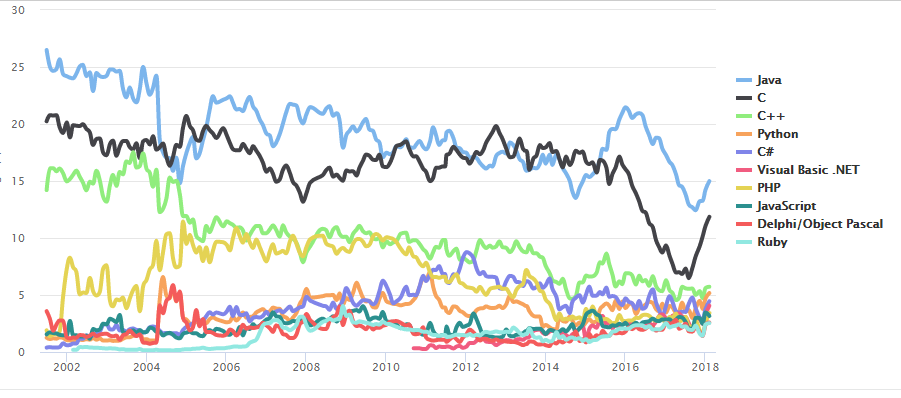 30
25
20
15
10
5
0
2002 2004 2006 2008 2010 2012 2014 2016 2018
Java
C
C++
Python
C#
Visual Basic .NET
PHP
JavaScript
Delphi/Object Pascal
Ruby